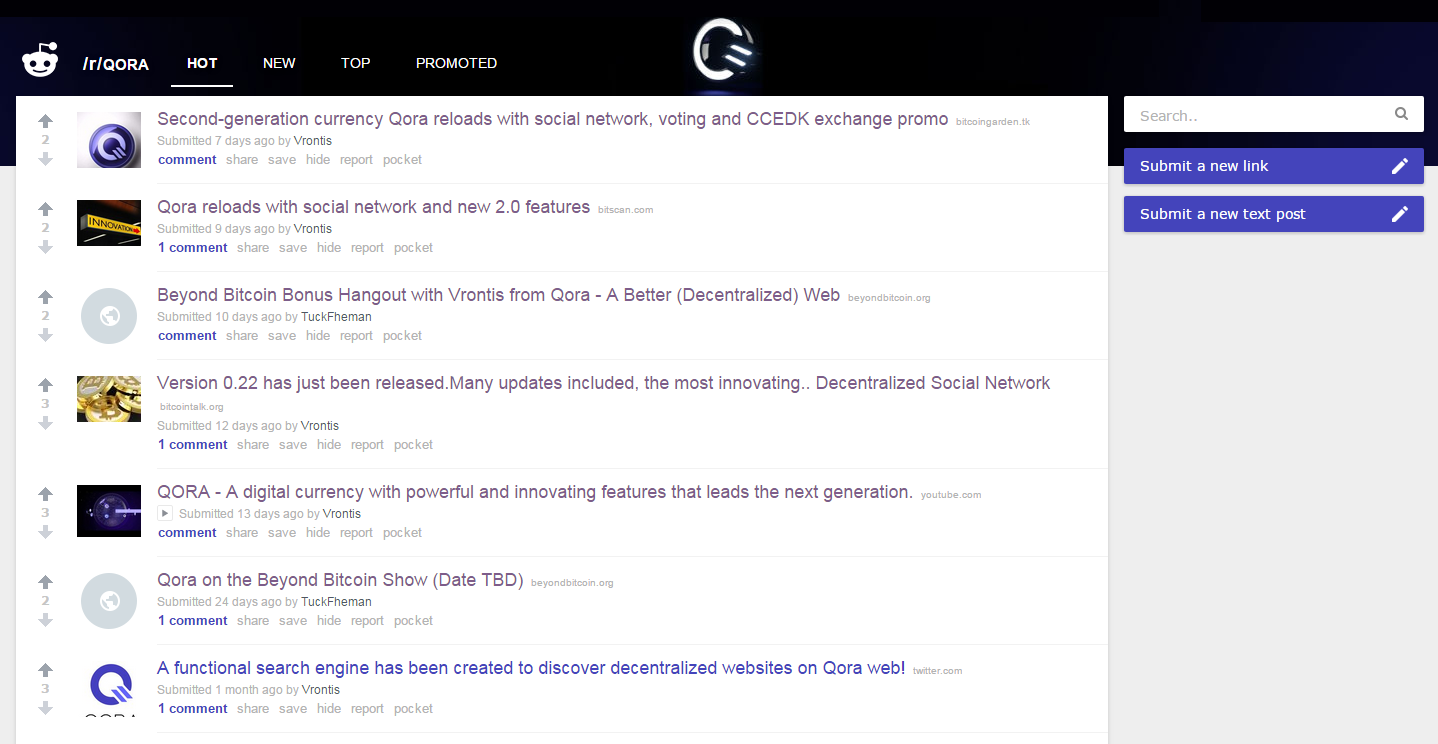 /r/QORA HOT NEW TOP PROMOTED
Search..
Submit a new link
Submit a new text post
2
Second-generation currency Qora reloads with social network, voting and CCEDK exchange promo bitcoingarden.tk
Submitted 7 days ago by Vrontis
comment share save hide report pocket
2
INNOVATION
Qora reloads with social network and new 2.0 features bitscan.com
Submitted 9 days ago by Vrontis
1 comment share save hide report pocket
2
Beyond Bitcoin Bonus Hangout with Vrontis from Qora - A Better (Decentralized) Web beyondbitcoin.org
Submitted 10 days ago by TuckFheman
comment share save hide report pocket
3
Version 0.22 has just been released.Many updates included, the most innovating.. Decentralized Social Network
bitcointalk.org
Submitted 12 days ago by Vrontis
1 comment share save hide report pocket
3
QORA - A digital currency with powerful and innovating features that leads the next generation. youtube.com
Submitted 13 days ago by Vrontis
comment share save hide report pocket
2
Qora on the Beyond Bitcoin Show (Date TBD) beyondbitcoin.org
Submitted 24 days ago by TuckFheman
1 comment share save hide report pocket
3
QORA
A functional search engine has been created to discover decentralized websites on Qora web! twitter.com
Submitted 1 month ago by Vrontis
1 comment share save hide report pocket